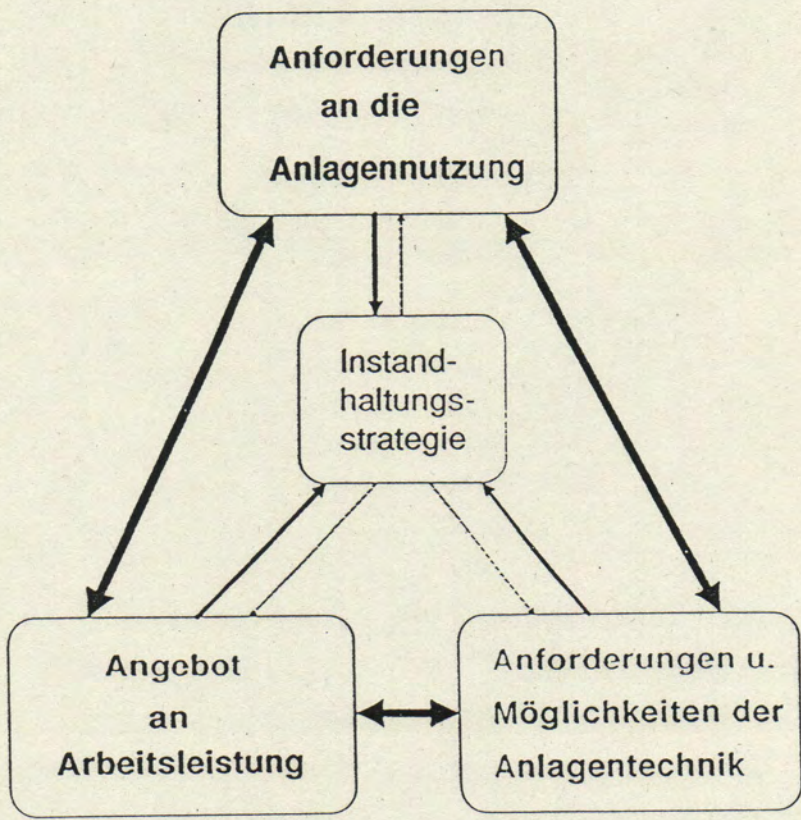 Anforderungen
an die
Anlagennutzung
Instand-
haltungs-
strategie
Angebot
an
Arbeitsleistung
Anforderungen u.
Möglichkeiten der
Anlagentechnik